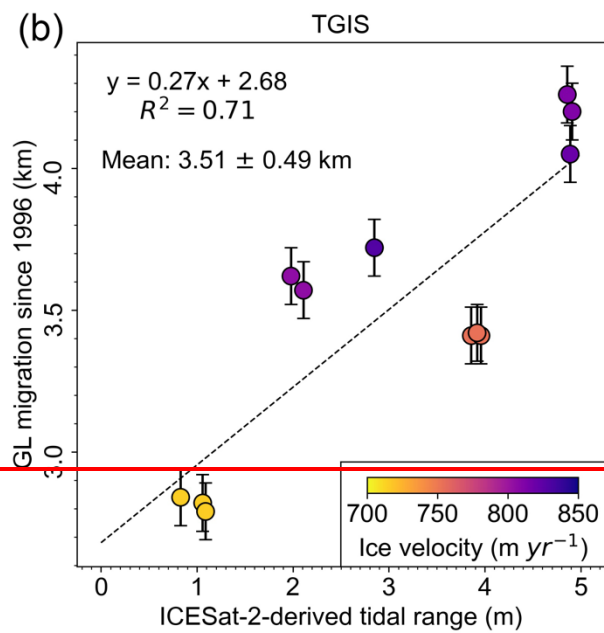 (b)
TGIS
y = 0.27x + 2.68
R² = 0.71
Mean: 3.51 ± 0.49 km
GL migration since 1996 (km)
4.0
3.5
3.0
700 750 800 850
Ice velocity (m yr⁻¹)
0 1 2 3 4 5
ICESat-2-derived tidal range (m)